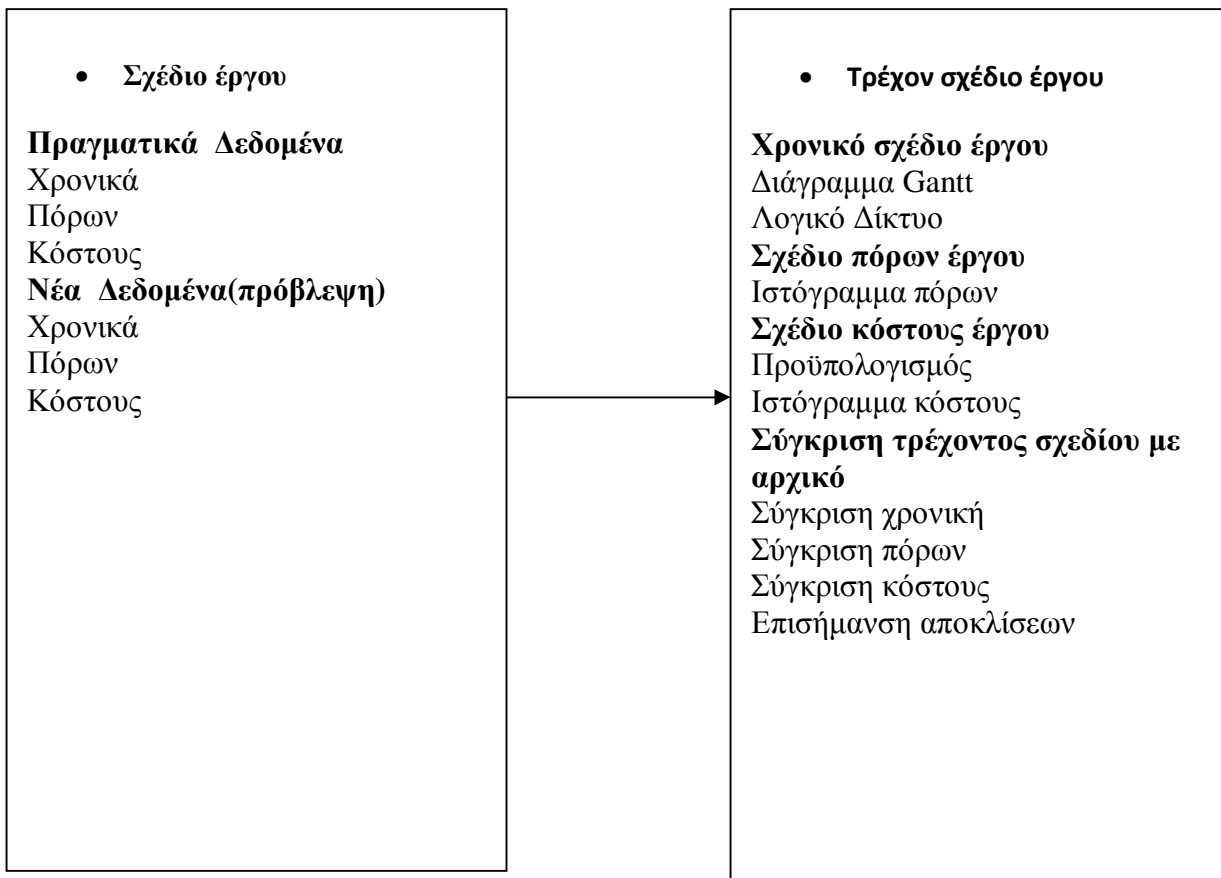 • Σχέδιο έργου
Πραγματικά Δεδομένα
Χρονικά
Πόρων
Κόστους
Νέα Δεδομένα(πρόβλεψη)
Χρονικά
Πόρων
Κόστους
• Τρέχον σχέδιο έργου
Χρονικό σχέδιο έργου
Διάγραμμα Gantt
Λογικό Δίκτυο
Σχέδιο πόρων έργου
Ιστόγραμμα πόρων
Σχέδιο κόστους έργου
Προϋπολογισμός
Ιστόγραμμα κόστους
Σύγκριση τρέχοντος σχεδίου με
αρχικό
Σύγκριση χρονική
Σύγκριση πόρων
Σύγκριση κόστους
Επισήμανση αποκλίσεων